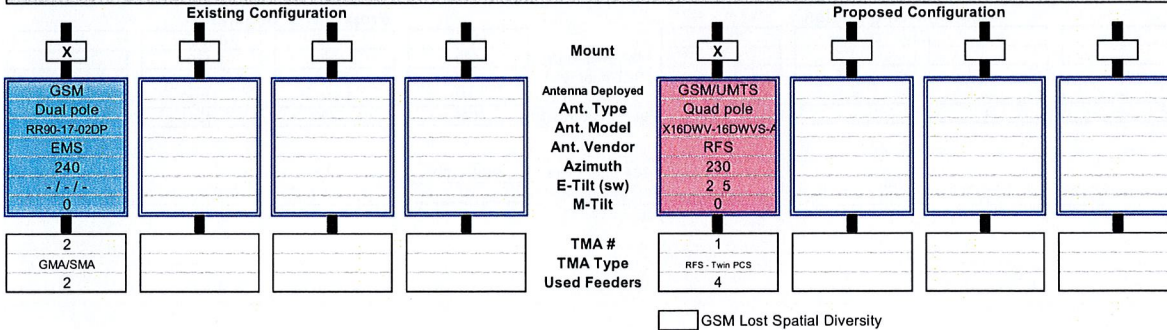 Existing Configuration
Proposed Configuration
X
Mount
X
GSM
Antenna Deployed
GSM/UMTS
Dual pole
Ant. Type
Quad pole
RR90-17-02DP
Ant. Model
X16DWV-16DWVS-A
EMS
Ant. Vendor
RFS
240
Azimuth
230
- / - / -
E-Tilt (sw)
2 5
0
M-Tilt
0
2
TMA #
1
GMA/SMA
TMA Type
RFS - Twin PCS
2
Used Feeders
4
GSM Lost Spatial Diversity